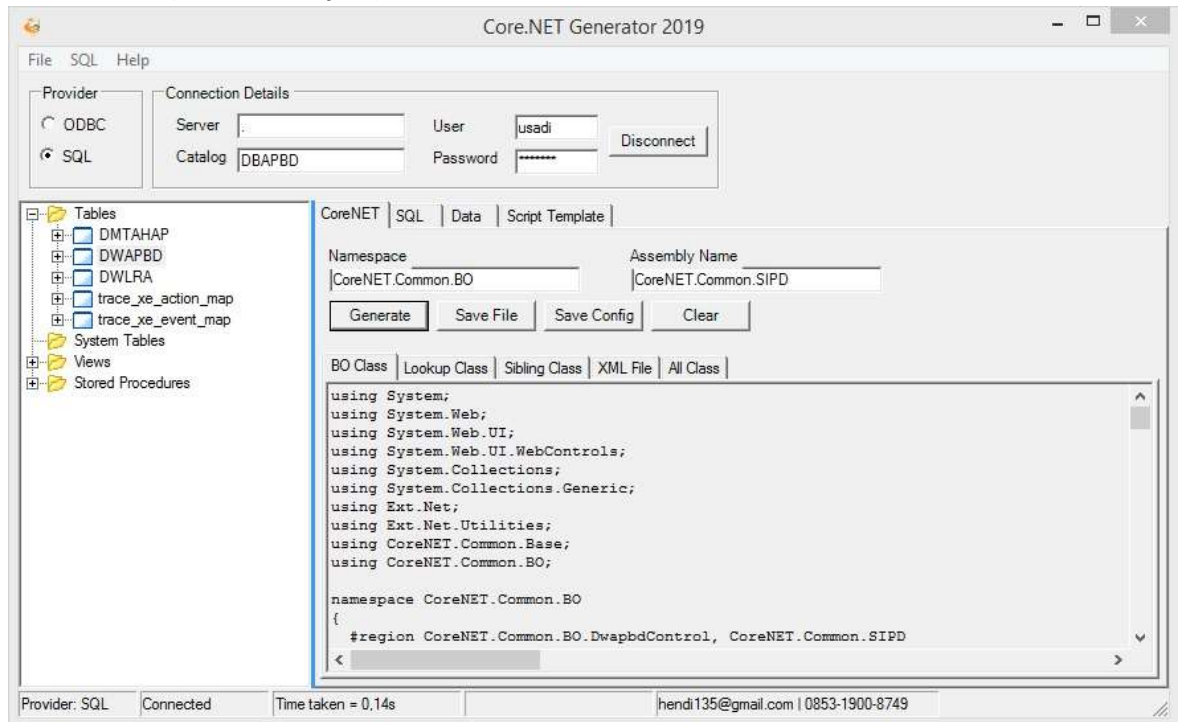 Core.NET Generator 2019
File SQL Help
Provider
ODBC
SQL
Connection Details
Server .
Catalog DBAPBD
User usadi
Password *******
Disconnect
Tables
DMTAHAP
DWAPBD
DWLRA
trace_xe_action_map
trace_xe_event_map
System Tables
Views
Stored Procedures
CoreNET SQL Data Script Template
Namespace Assembly Name
CoreNET.Common.BO CoreNET.Common.SIPD
Generate Save File Save Config Clear
BO Class Lookup Class Sibling Class XML File All Class
using System;
using System.Web;
using System.Web.UI;
using System.Web.UI.WebControls;
using System.Collections;
using System.Collections.Generic;
using Ext.Net;
using Ext.Net.Utilities;
using CoreNET.Common.Base;
using CoreNET.Common.BO;
namespace CoreNET.Common.BO
{
#region CoreNET.Common.BO.DwapbdControl, CoreNET.Common.SIPD
Provider: SQL Connected Time taken = 0,14s hendi135@gmail.com | 0853-1900-8749